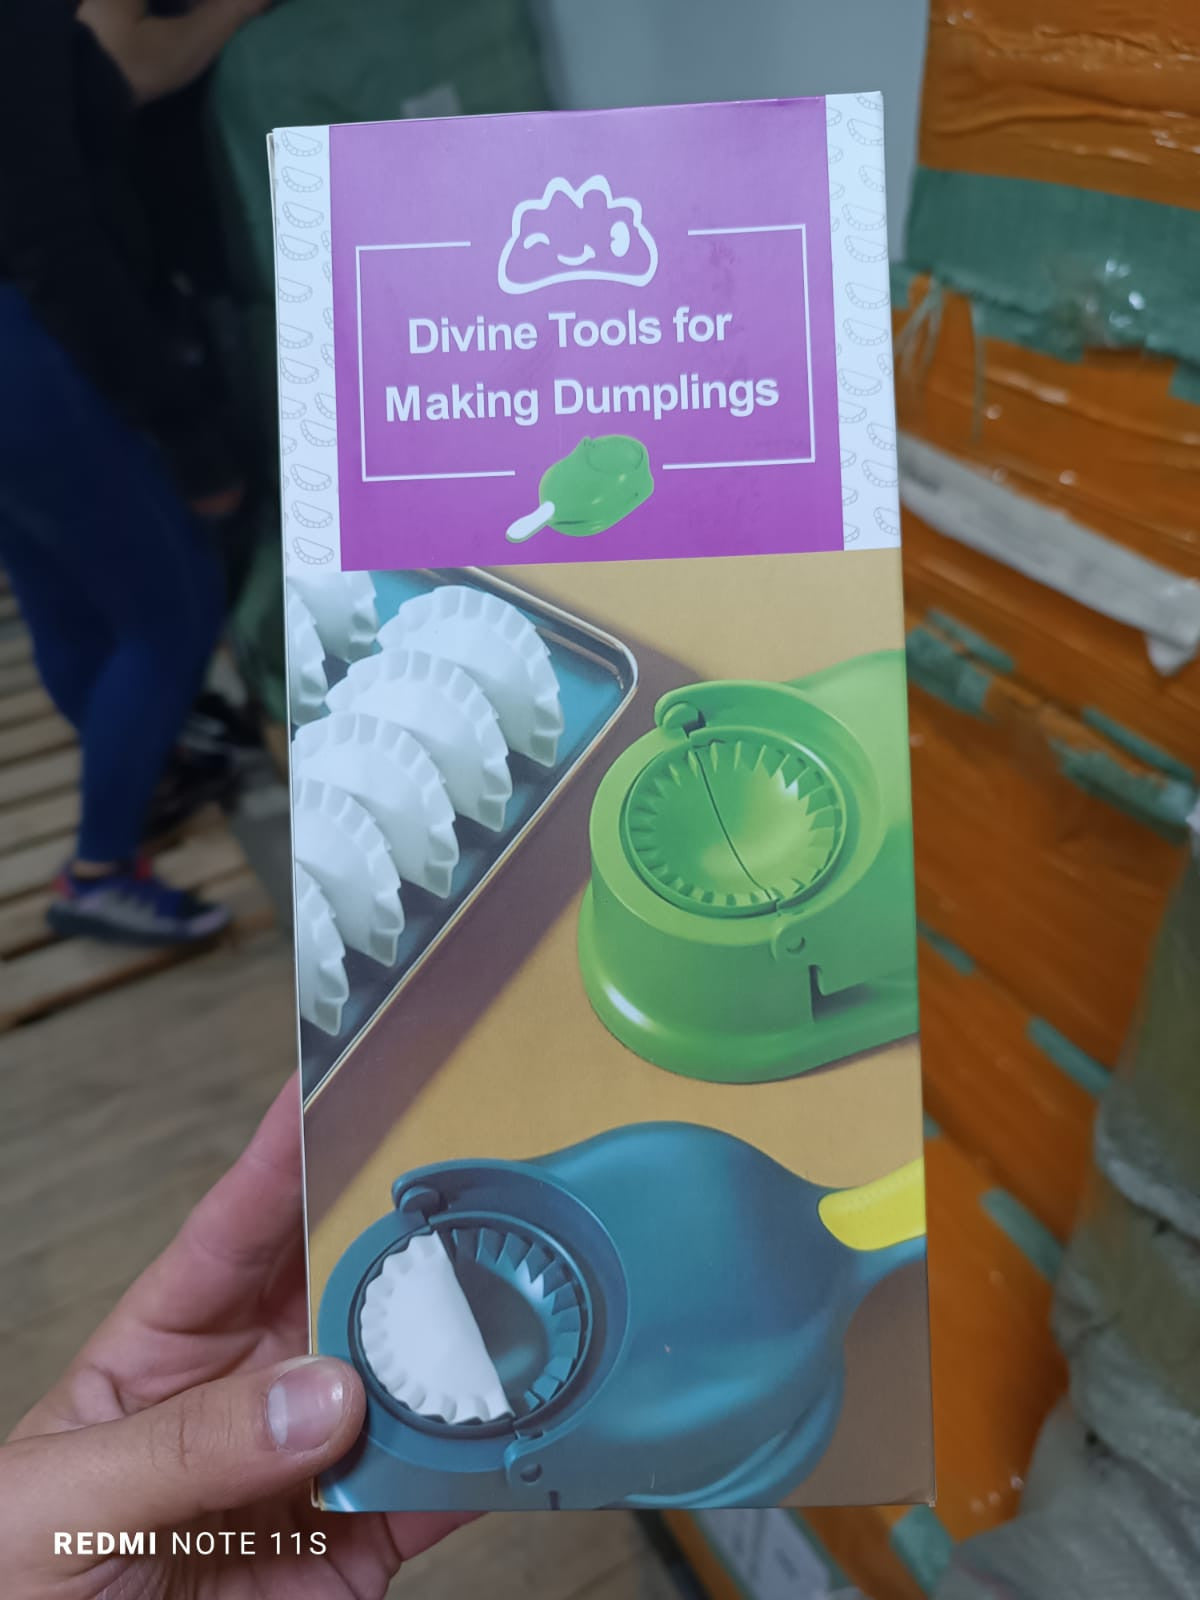 Divine Tools for
Making Dumplings
REDMI NOTE 11S